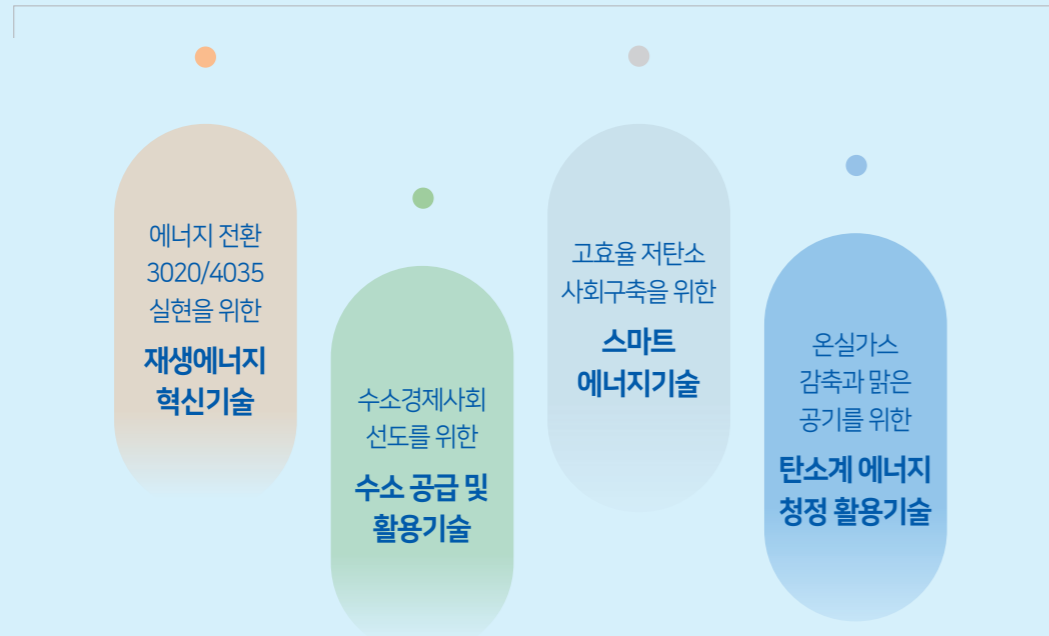 에너지 전환
3020/4035
실현을 위한
재생에너지
혁신기술
수소경제사회
선도를 위한
수소 공급 및
활용기술
고효율 저탄소
사회구축을 위한
스마트
에너지기술
온실가스
감축과 맑은
공기를 위한
탄소계 에너지
청정 활용기술